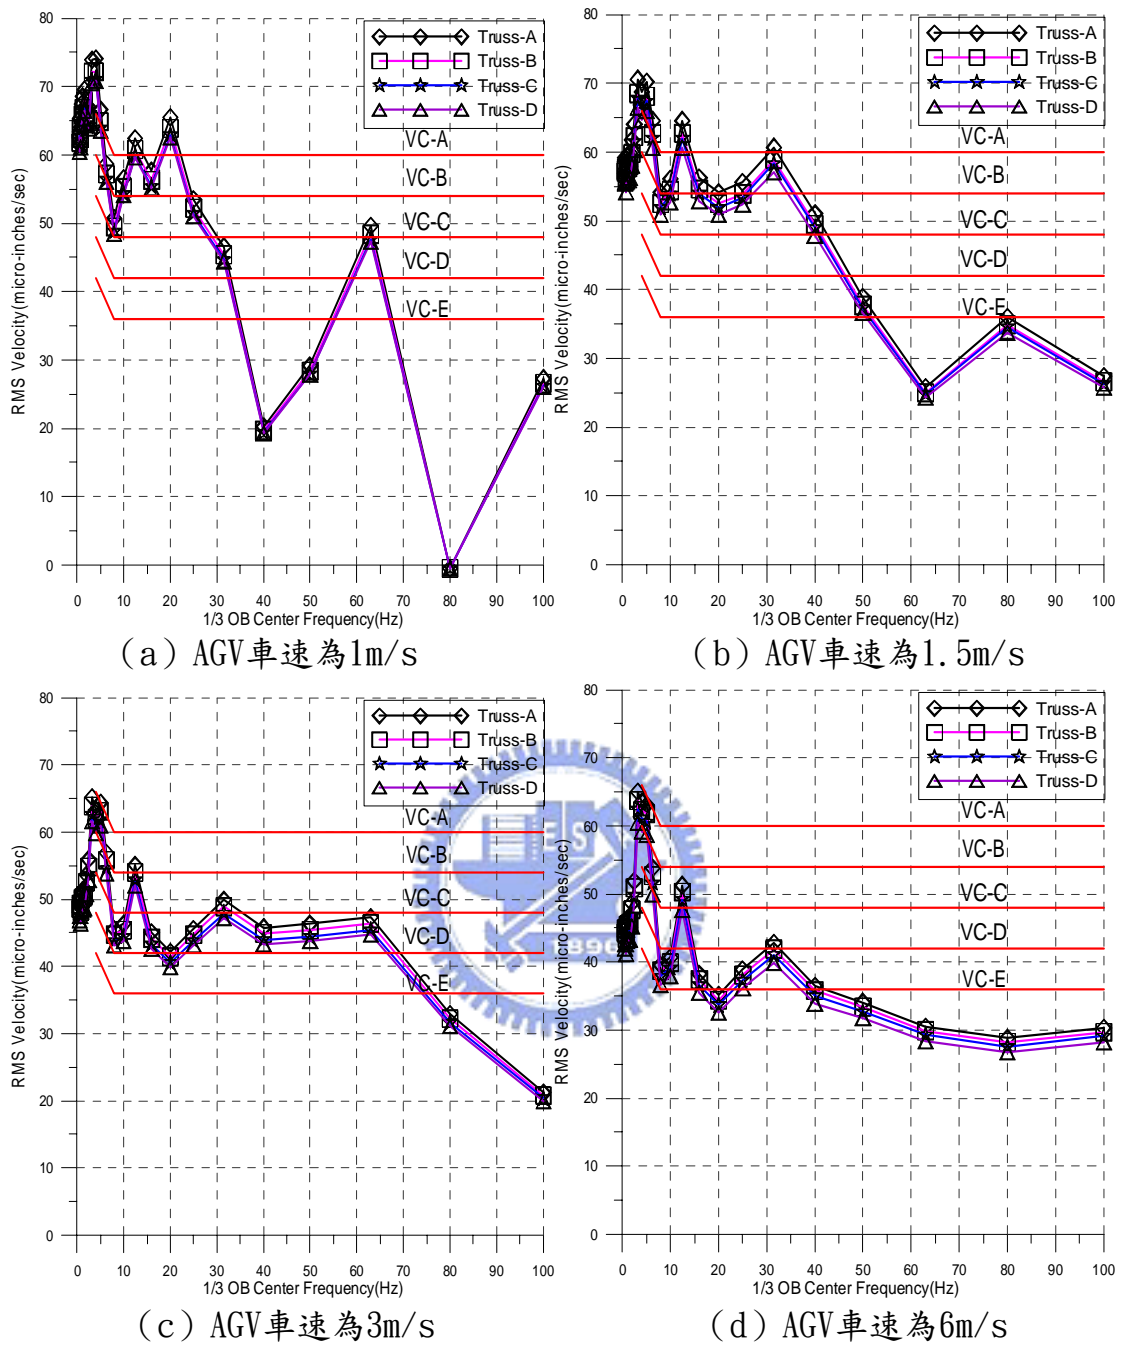 80
70
60
50
40
30
20
10
0
RMS Velocity(micro-inches/sec)
Truss-A
Truss-B
Truss-C
Truss-D
VC-A
VC-B
VC-C
VC-D
VC-E
0 10 20 30 40 50 60 70 80 90 100
1/3 OB Center Frequency(Hz)
(a) AGV車速為1m/s
80
70
60
50
40
30
20
10
0
RMS Velocity(micro-inches/sec)
Truss-A
Truss-B
Truss-C
Truss-D
VC-A
VC-B
VC-C
VC-D
VC-E
0 10 20 30 40 50 60 70 80 90 100
1/3 OB Center Frequency(Hz)
(b) AGV車速為1.5m/s
80
70
60
50
40
30
20
10
0
RMS Velocity(micro-inches/sec)
Truss-A
Truss-B
Truss-C
Truss-D
VC-A
VC-B
VC-C
VC-D
VC-E
0 10 20 30 40 50 60 70 80 90 100
1/3 OB Center Frequency(Hz)
(c) AGV車速為3m/s
80
70
60
50
40
30
20
10
0
RMS Velocity(micro-inches/sec)
Truss-A
Truss-B
Truss-C
Truss-D
VC-A
VC-B
VC-C
VC-D
VC-E
0 10 20 30 40 50 60 70 80 90 100
1/3 OB Center Frequency(Hz)
(d) AGV車速為6m/s
ES
1896